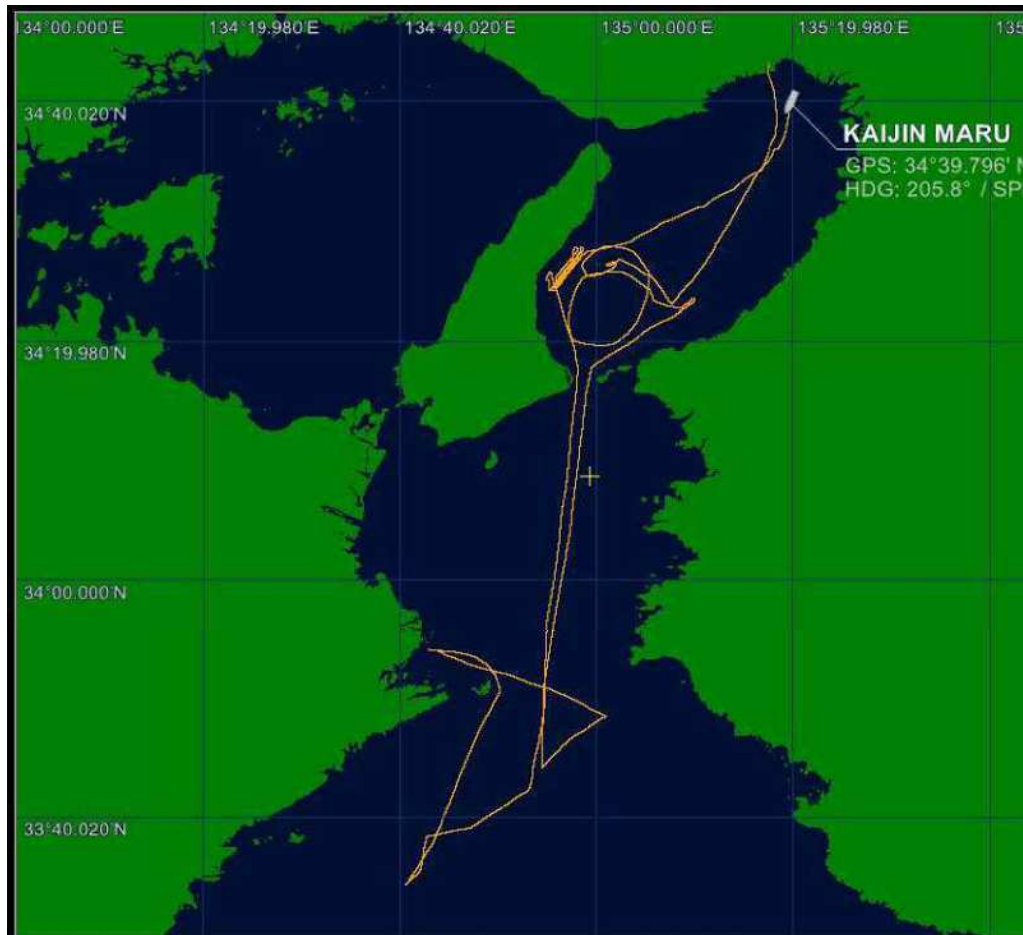 134°00.000'E 134°19.980'E 134°40.020'E 135°00.000'E 135°19.980'E 135
34°40.020'N
KAIJIN MARU
GPS: 34°39.796' N
HDG: 205.8° / SP
34°19.980'N
34°00.000'N
33°40.020'N